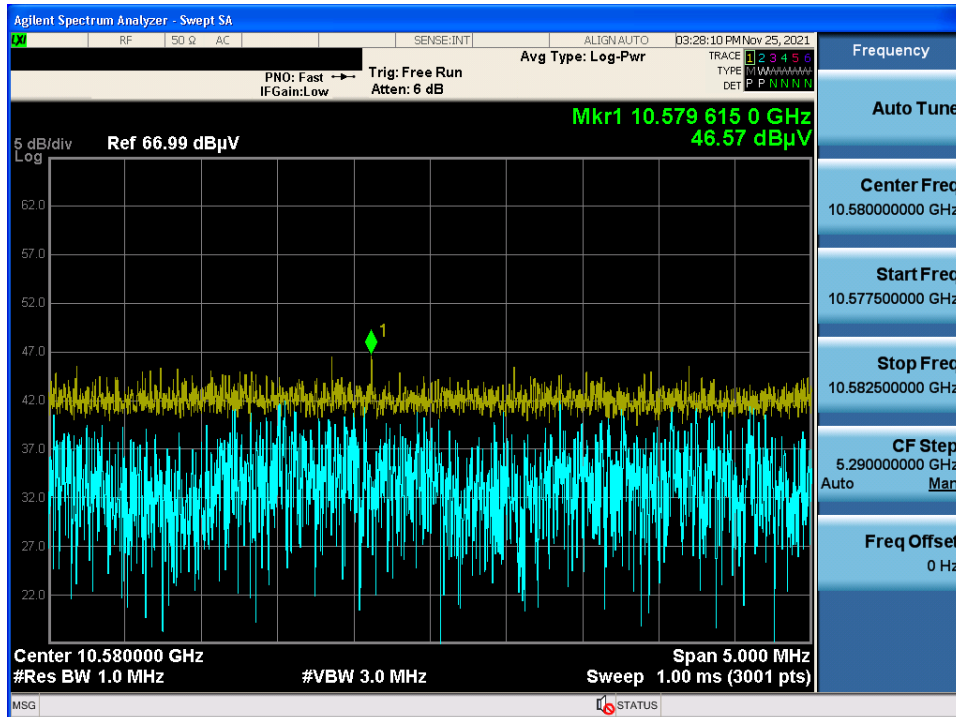 Agilent Spectrum Analyzer - Swept SA
LXI RF 50 Ω AC SENSE:INT ALIGN AUTO 03:28:10 PM Nov 25, 2021
Frequency
Avg Type: Log-Pwr
TRACE 1 2 3 4 5 6
PNO: Fast Trig: Free Run
TYPE M WWWWW
IFGain:Low Atten: 6 dB
DET P P N N N N
Auto Tune
Mkr1 10.579 615 0 GHz
46.57 dBµV
5 dB/div Ref 66.99 dBµV
Log
Center Freq
10.580000000 GHz
62.0
57.0
Start Freq
10.577500000 GHz
52.0
1
47.0
Stop Freq
10.582500000 GHz
42.0
37.0
CF Step
5.290000000 GHz
Auto Man
32.0
27.0
Freq Offset
0 Hz
22.0
Center 10.580000 GHz Span 5.000 MHz
#Res BW 1.0 MHz #VBW 3.0 MHz Sweep 1.00 ms (3001 pts)
MSG STATUS